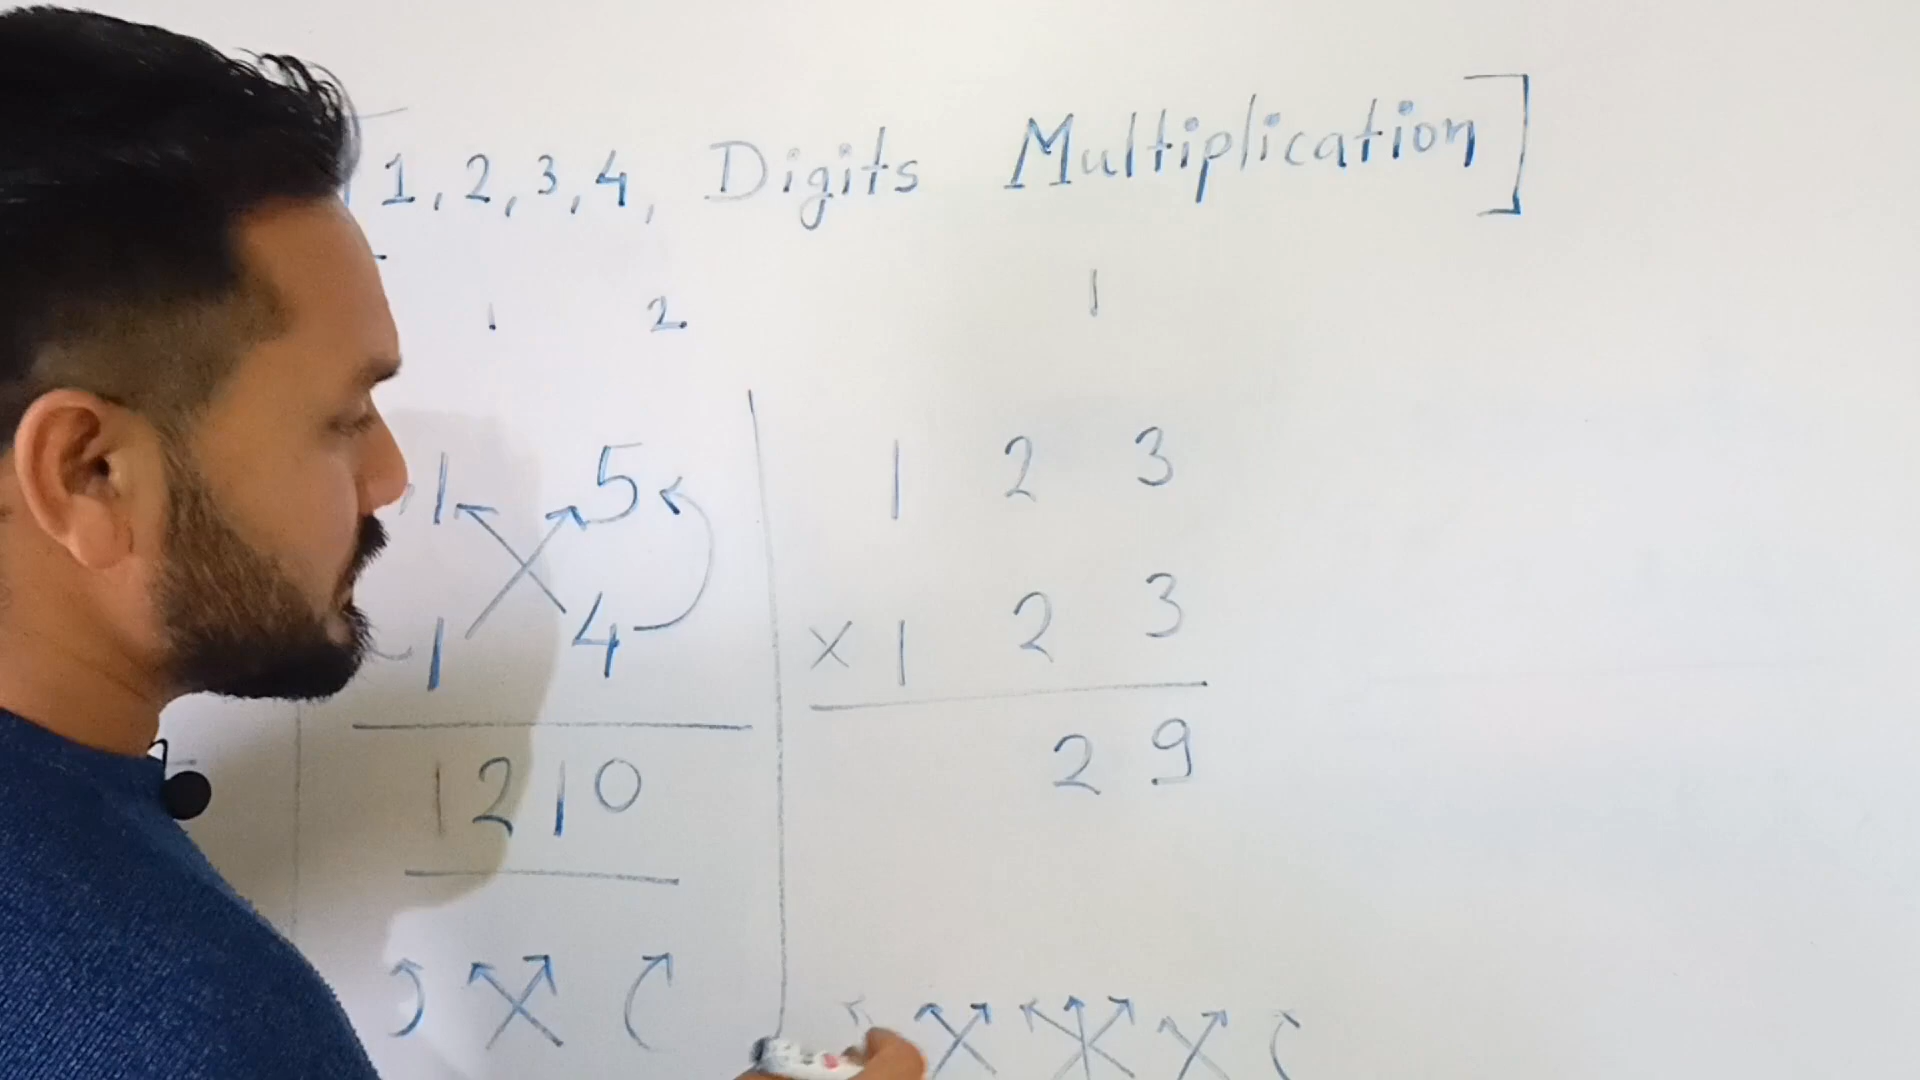 [1, 2, 3, 4, Digits Multiplication]
1 2 1
1 5 1 2 3
1 4 × 1 2 3
1210 2 9